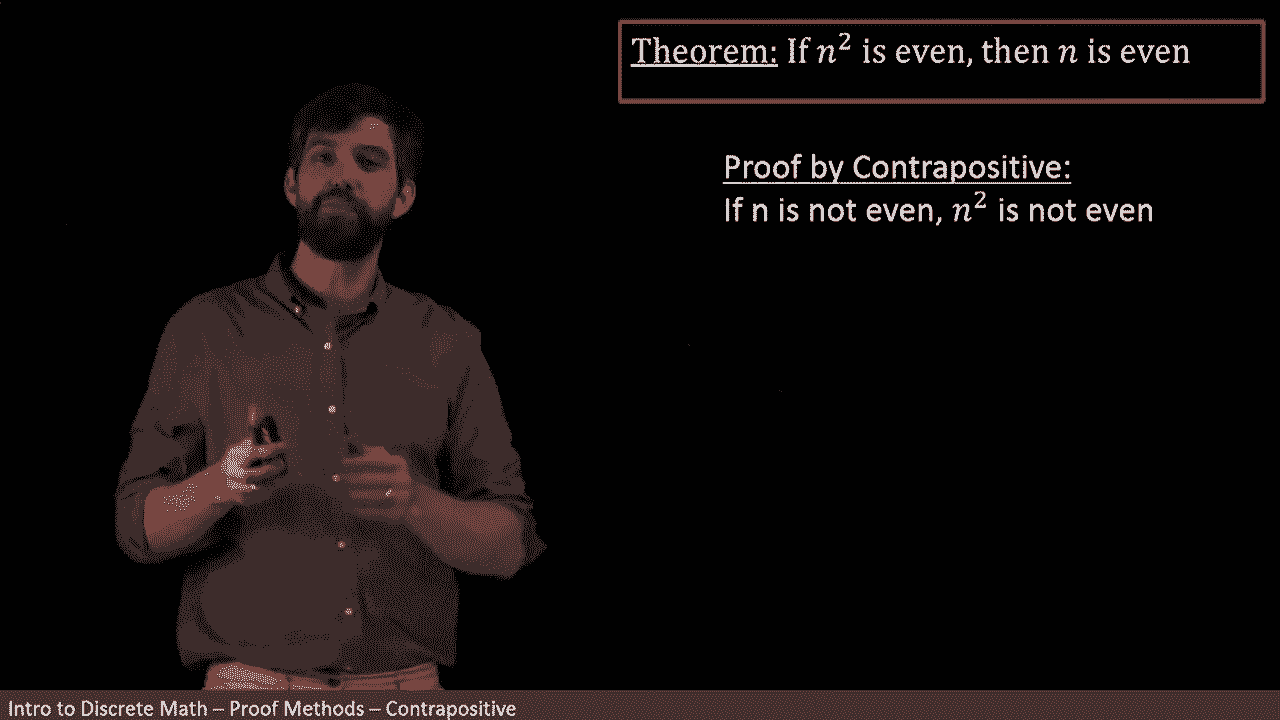 Theorem: If n² is even, then n is even
Proof by Contrapositive:
If n is not even, n² is not even
Intro to Discrete Math – Proof Methods – Contrapositive